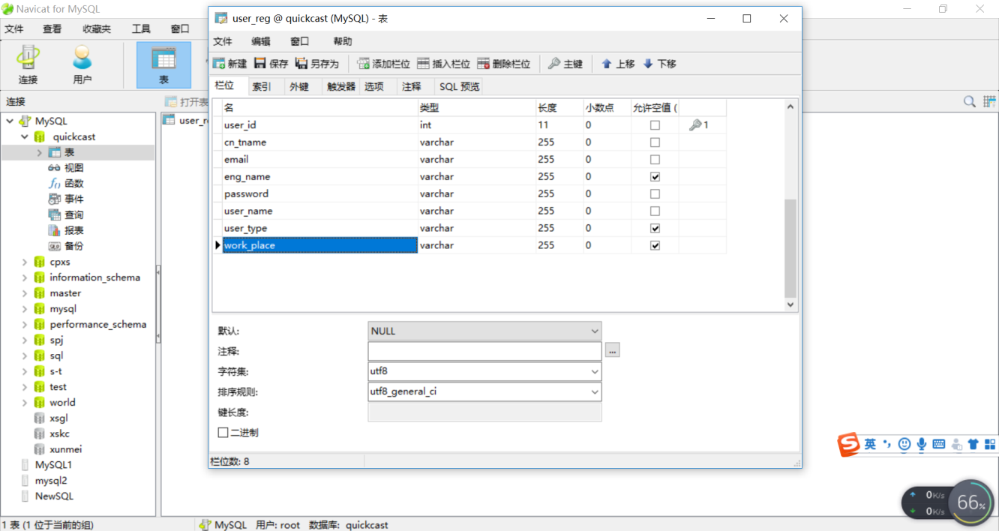 Navicat for MySQL
文件 查看 收藏夹 工具 窗口
连接 用户 表
连接
打开表
MySQL
quickcast
表
视图
函数
事件
查询
报表
备份
cpxs
information_schema
master
mysql
performance_schema
spj
sql
s-t
test
world
xsgl
xskc
xunmei
MySQL1
mysql2
NewSQL
user_re
user_reg @ quickcast (MySQL) - 表
文件 编辑 窗口 帮助
新建 保存 另存为 添加栏位 插入栏位 删除栏位 主键 上移 下移
栏位 索引 外键 触发器 选项 注释 SQL 预览
名 类型 长度 小数点 允许空值 (
user_id int 11 0 1
cn_tname varchar 255 0
email varchar 255 0
eng_name varchar 255 0
password varchar 255 0
user_name varchar 255 0
user_type varchar 255 0
work_place varchar 255 0
默认: NULL
注释: ...
字符集: utf8
排序规则: utf8_general_ci
键长度:
二进制
栏位数: 8
英
0K/s
0K/s
66%
1 表 (1 位于当前的组) MySQL 用户: root 数据库: quickcast